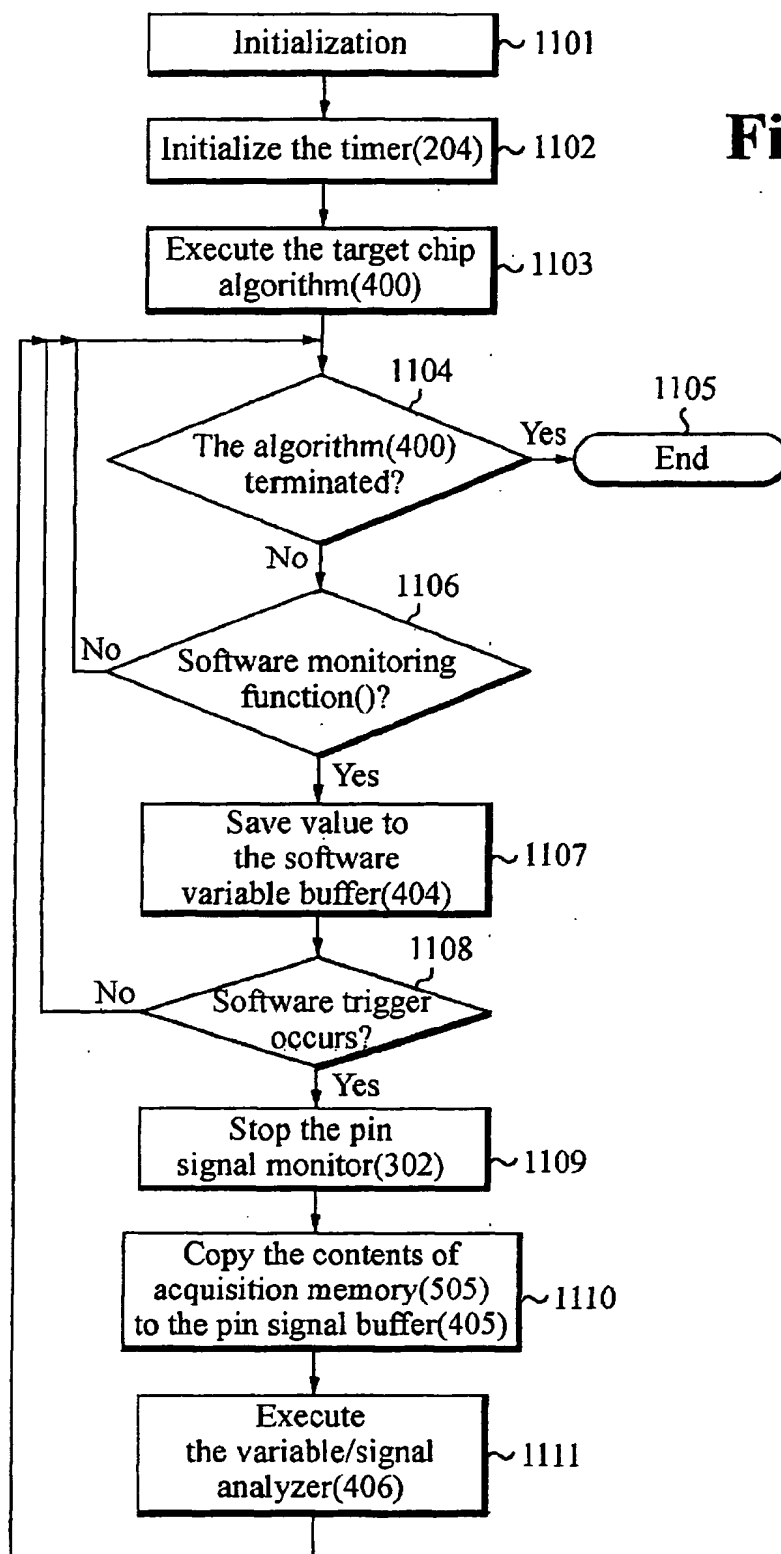 Initialization
1101
Fi
Initialize the timer(204)
1102
Execute the target chip
algorithm(400)
1103
1104
The algorithm(400)
terminated?
Yes
1105
End
No
1106
Software monitoring
function()?
No
Yes
Save value to
the software
variable buffer(404)
1107
1108
Software trigger
occurs?
No
Yes
Stop the pin
signal monitor(302)
1109
Copy the contents of
acquisition memory(505)
to the pin signal buffer(405)
1110
Execute
the variable/signal
analyzer(406)
1111